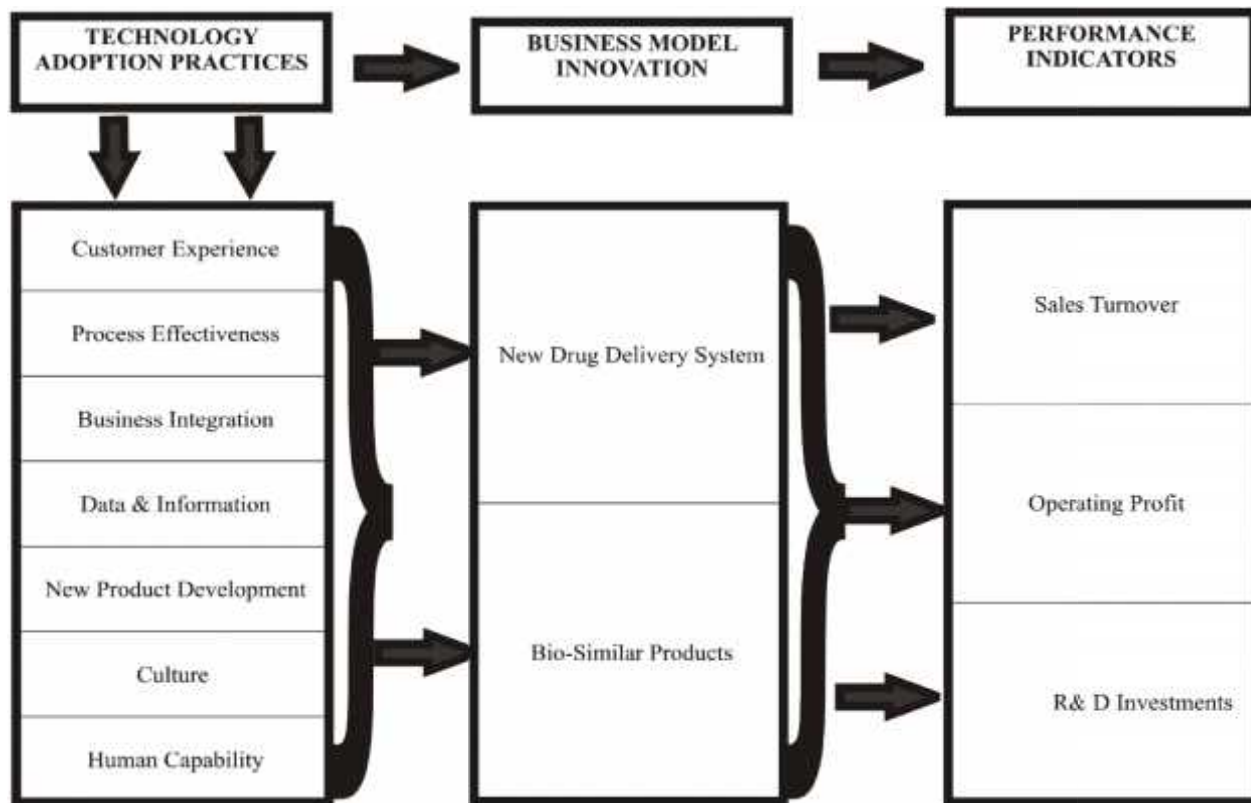 TECHNOLOGY
ADOPTION PRACTICES
BUSINESS MODEL
INNOVATION
PERFORMANCE
INDICATORS
Customer Experience
Process Effectiveness
Business Integration
Data & Information
New Product Development
Culture
Human Capability
New Drug Delivery System
Bio-Similar Products
Sales Turnover
Operating Profit
R& D Investments